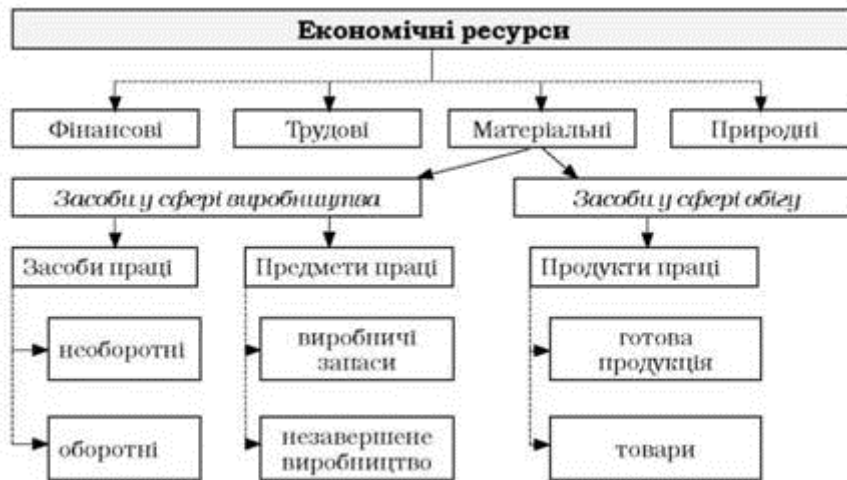 Економічні ресурси
Фінансові
Трудові
Матеріальні
Природні
Засоби у сфері виробництва
Засоби у сфері обігу
Засоби праці
Предмети праці
Продукти праці
необоротні
виробничі
запаси
готова
продукція
оборотні
незавершене
виробництво
товари